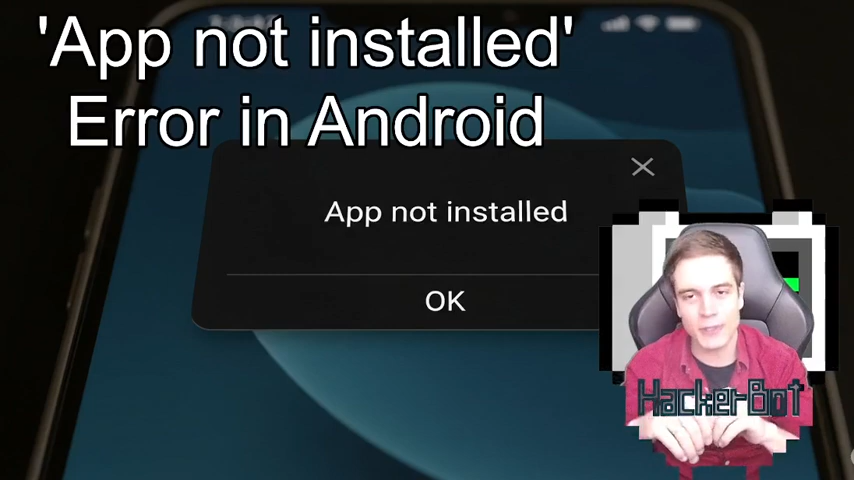 'App not installed'
Error in Android
App not installed
OK
HackerBot